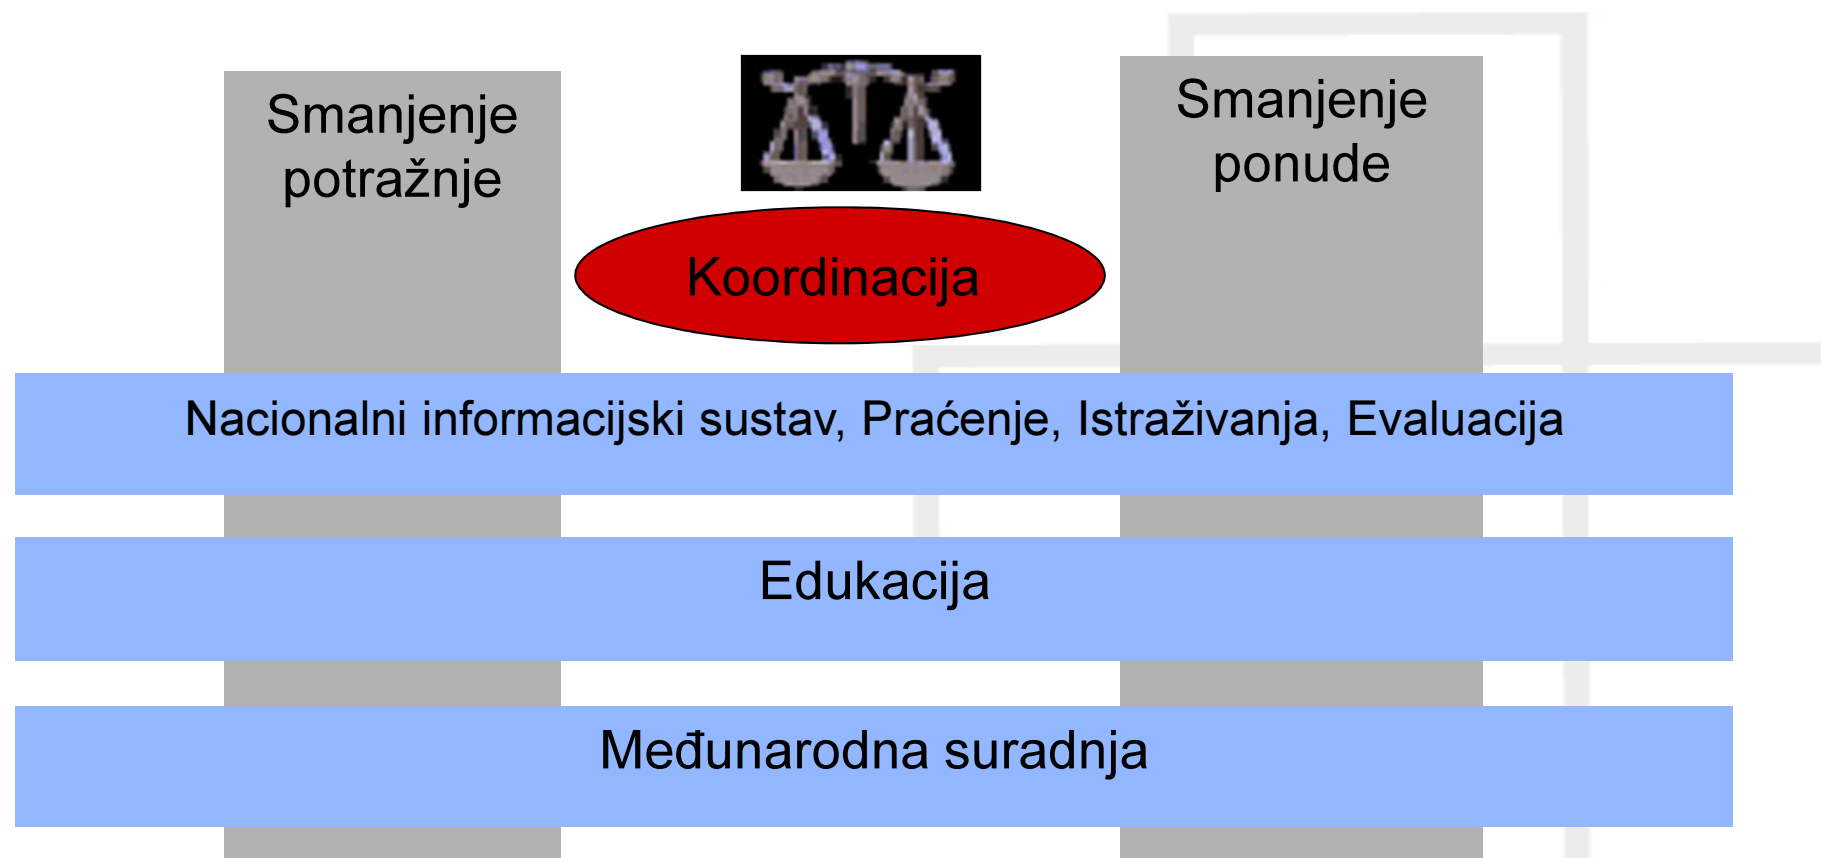 Smanjenje
potražnje
Smanjenje
ponude
Koordinacija
Nacionalni informacijski sustav, Praćenje, Istraživanja, Evaluacija
Edukacija
Međunarodna suradnja